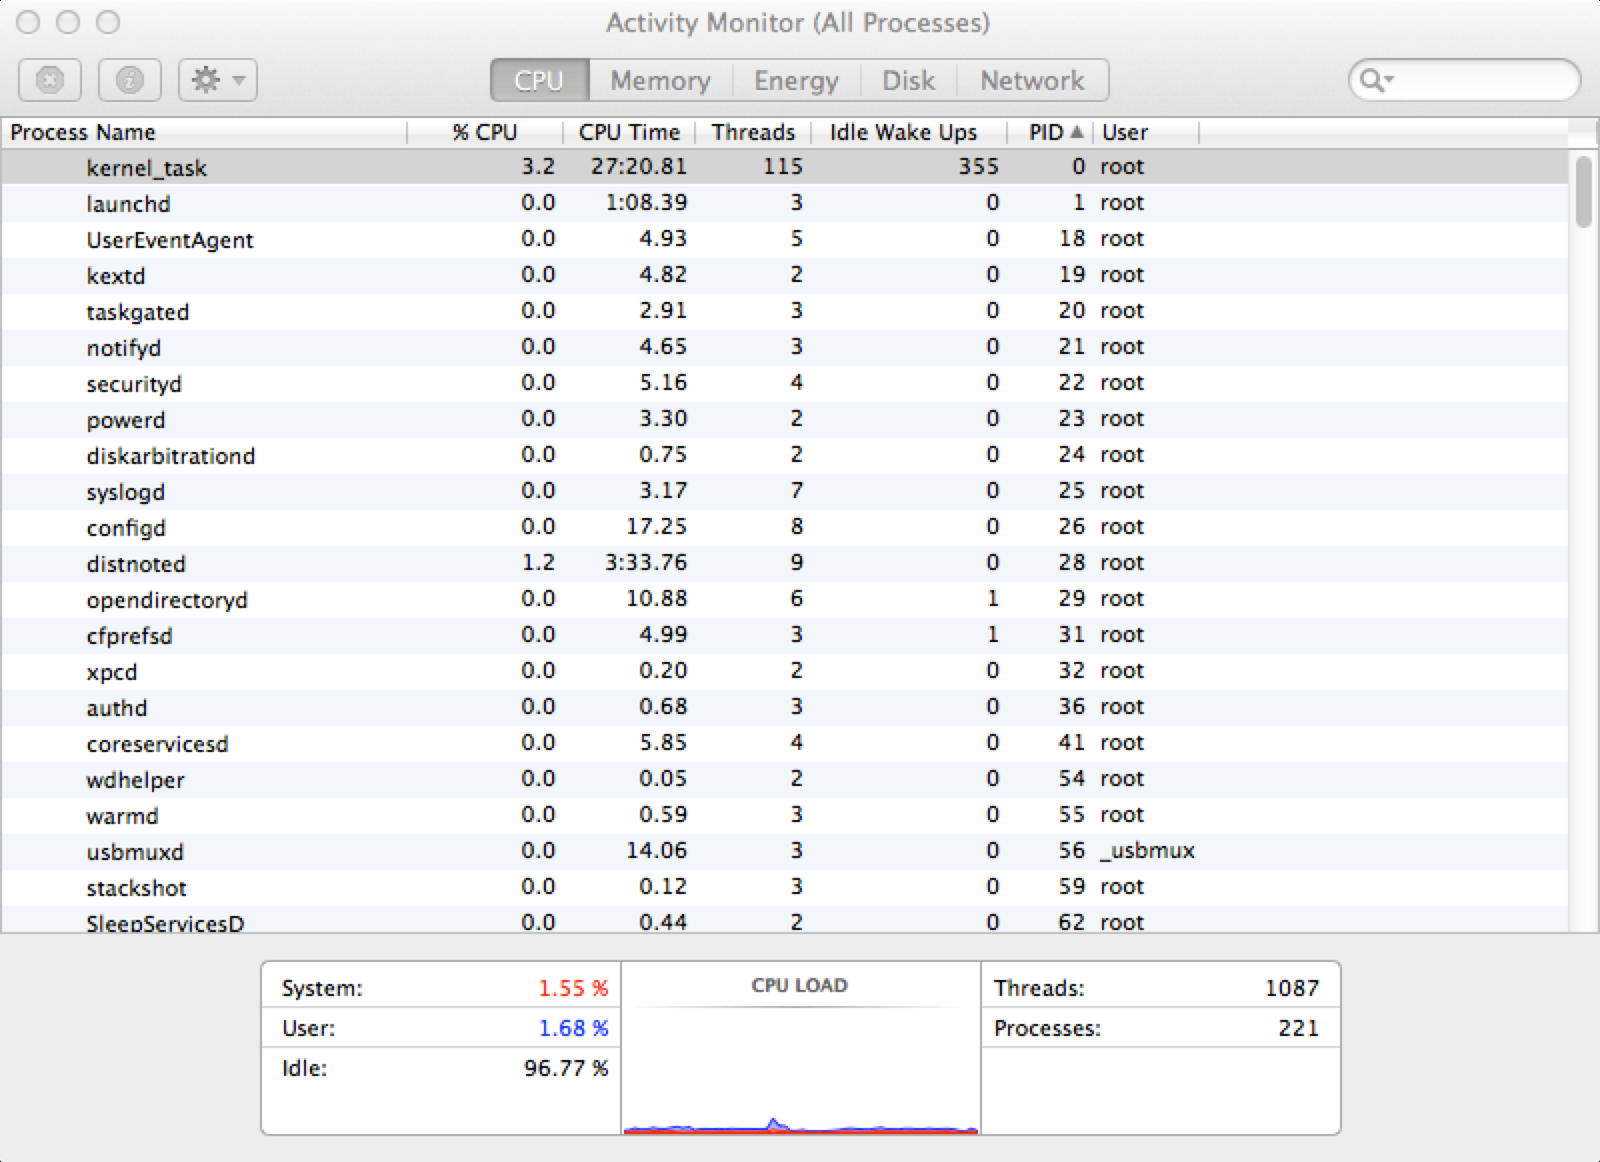 Activity Monitor (All Processes)
CPU Memory Energy Disk Network
Process Name % CPU CPU Time Threads Idle Wake Ups PID User
kernel_task 3.2 27:20.81 115 355 0 root
launchd 0.0 1:08.39 3 0 1 root
UserEventAgent 0.0 4.93 5 0 18 root
kextd 0.0 4.82 2 0 19 root
taskgated 0.0 2.91 3 0 20 root
notifyd 0.0 4.65 3 0 21 root
securityd 0.0 5.16 4 0 22 root
powerd 0.0 3.30 2 0 23 root
diskarbitrationd 0.0 0.75 2 0 24 root
syslogd 0.0 3.17 7 0 25 root
configd 0.0 17.25 8 0 26 root
distnoted 1.2 3:33.76 9 0 28 root
opendirectoryd 0.0 10.88 6 1 29 root
cfprefsd 0.0 4.99 3 1 31 root
xpcd 0.0 0.20 2 0 32 root
authd 0.0 0.68 3 0 36 root
coreservicesd 0.0 5.85 4 0 41 root
wdhelper 0.0 0.05 2 0 54 root
warmd 0.0 0.59 3 0 55 root
usbmuxd 0.0 14.06 3 0 56 _usbmux
stackshot 0.0 0.12 3 0 59 root
SleepServicesD 0.0 0.44 2 0 62 root
System: 1.55 %
User: 1.68 %
Idle: 96.77 %
CPU LOAD
Threads: 1087
Processes: 221